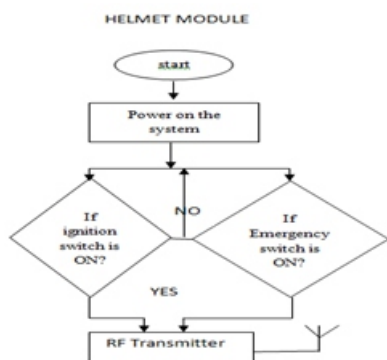 HELMET MODULE
start
Power on the
system
NO
If
ignition
switch is
ON?
If
Emergency
switch is
ON?
YES
RF Transmitter